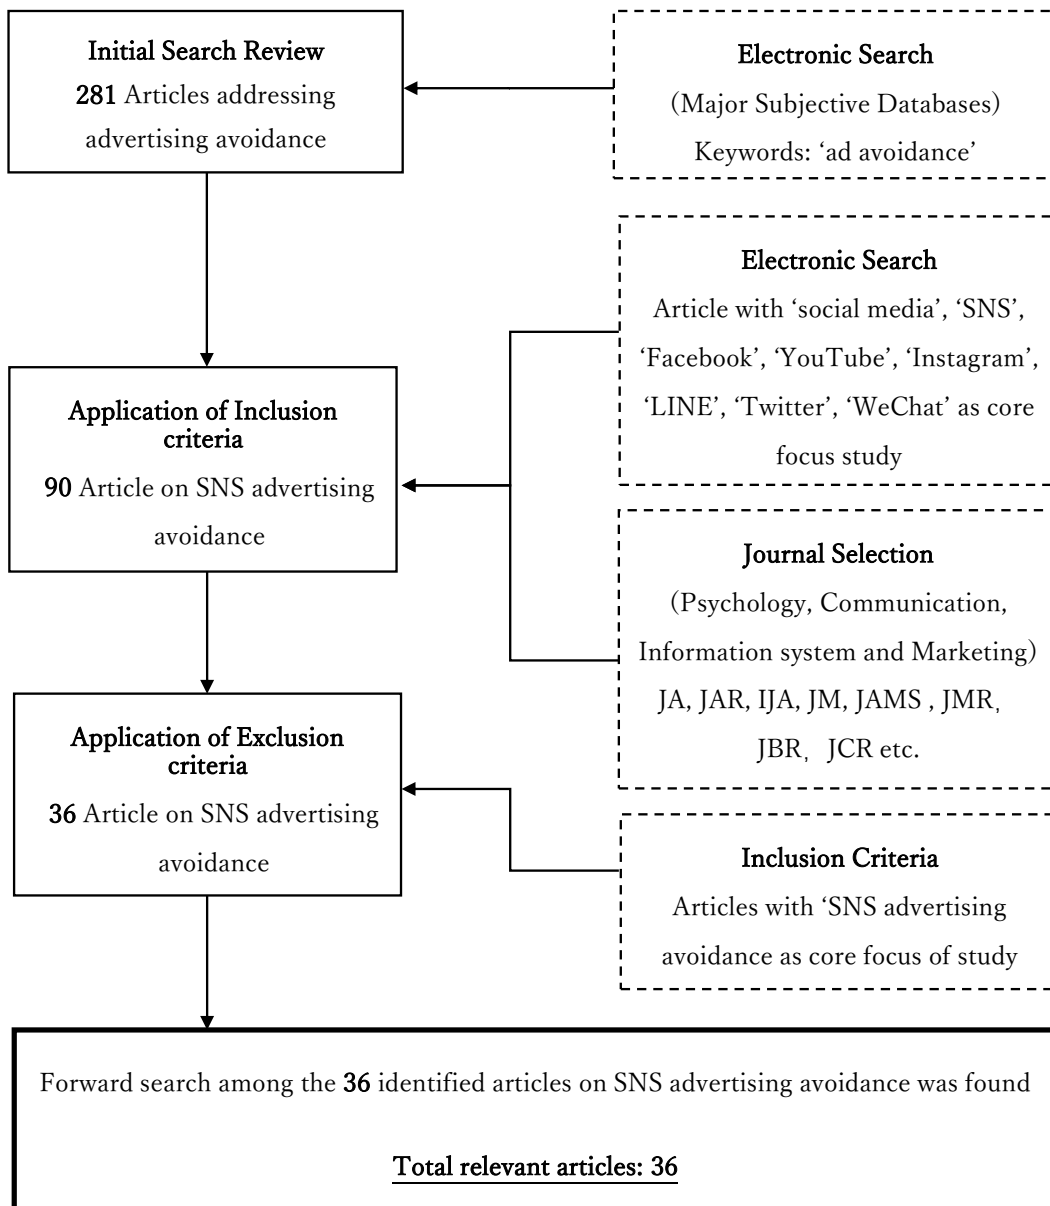 Initial Search Review
281 Articles addressing
advertising avoidance
Electronic Search
(Major Subjective Databases)
Keywords: ‘ad avoidance’
Electronic Search
Article with ‘social media’, ‘SNS’,
‘Facebook’, ‘YouTube’, ‘Instagram’,
‘LINE’, ‘Twitter’, ‘WeChat’ as core
focus study
Application of Inclusion
criteria
90 Article on SNS advertising
avoidance
Journal Selection
(Psychology, Communication,
Information system and Marketing)
JA, JAR, IJA, JM, JAMS , JMR,
JBR, JCR etc.
Application of Exclusion
criteria
36 Article on SNS advertising
avoidance
Inclusion Criteria
Articles with ‘SNS advertising
avoidance as core focus of study
Forward search among the 36 identified articles on SNS advertising avoidance was found
Total relevant articles: 36